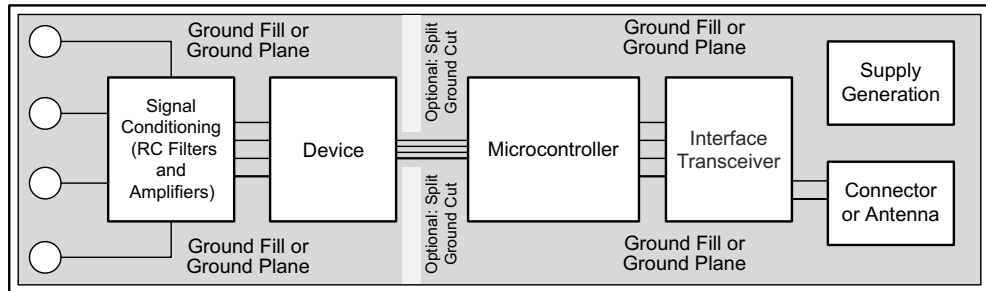 Ground Fill or
Ground Plane
Signal
Conditioning
(RC Filters
and
Amplifiers)
Ground Fill or
Ground Plane
Device
Optional: Split
Ground Cut
Optional: Split
Ground Cut
Ground Fill or
Ground Plane
Microcontroller
Interface
Transceiver
Ground Fill or
Ground Plane
Supply
Generation
Connector
or Antenna